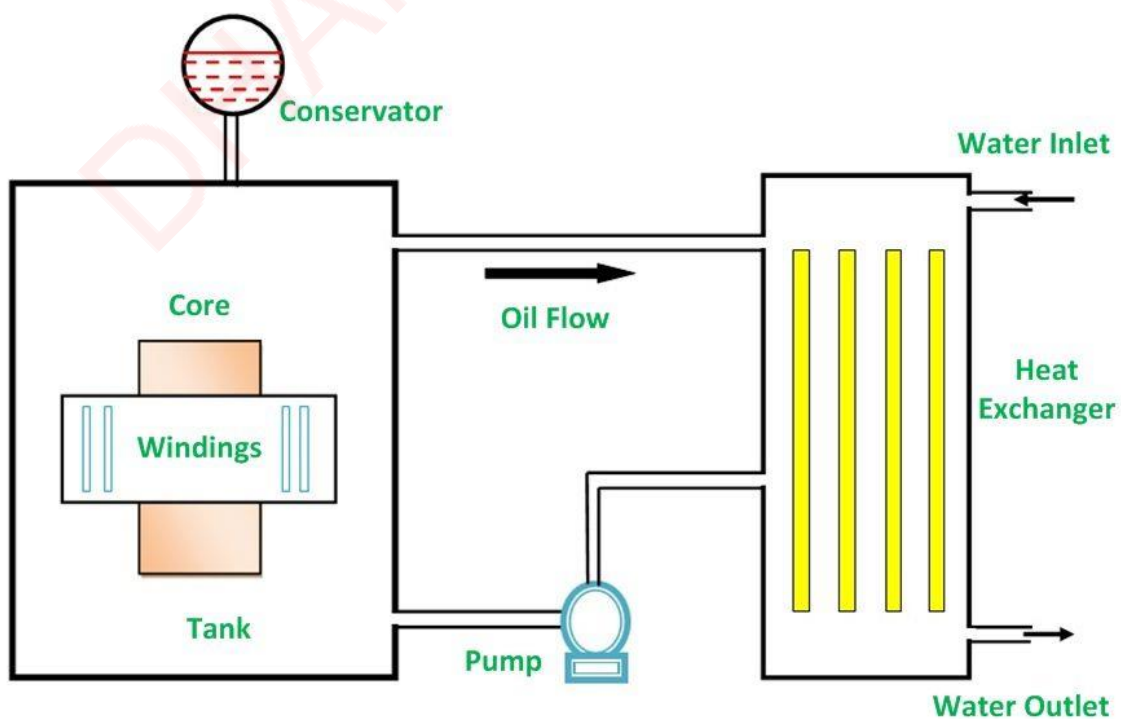 Conservator
Water Inlet
Core
Oil Flow
Windings
Heat
Exchanger
Tank
Pump
Water Outlet